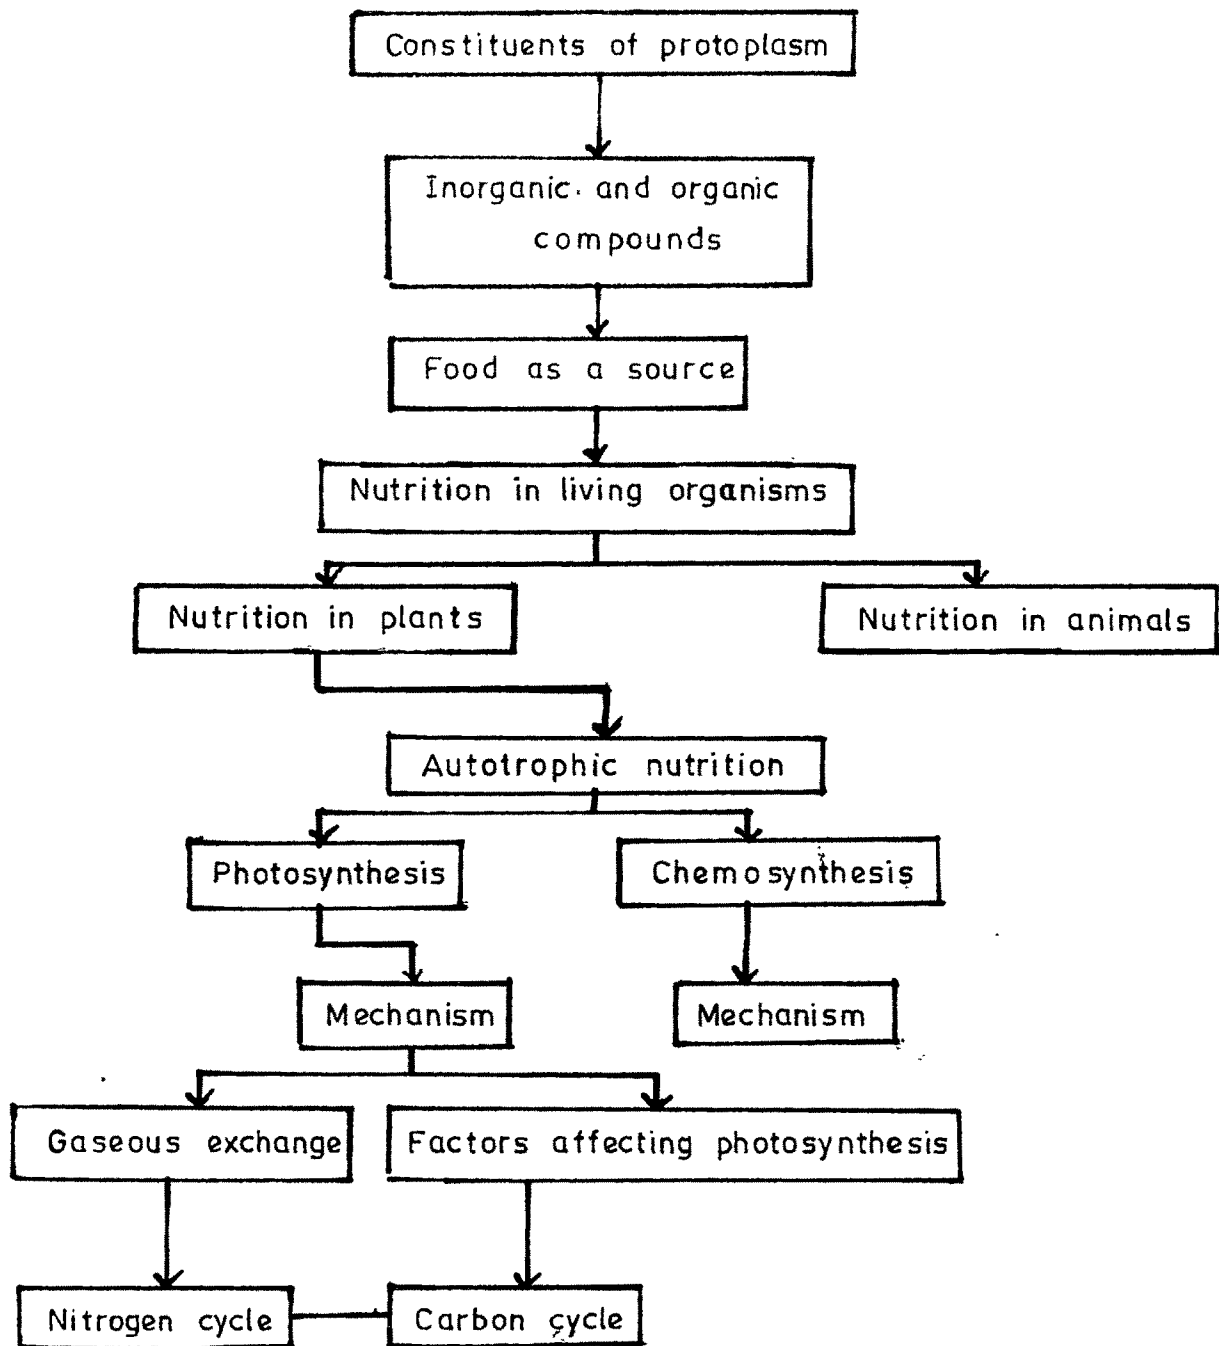 Constituents of protoplasm
Inorganic and organic
compounds
Food as a source
Nutrition in living organisms
Nutrition in plants
Nutrition in animals
Autotrophic nutrition
Photosynthesis
Chemosynthesis
Mechanism
Mechanism
Gaseous exchange
Factors affecting photosynthesis
Nitrogen cycle
Carbon cycle